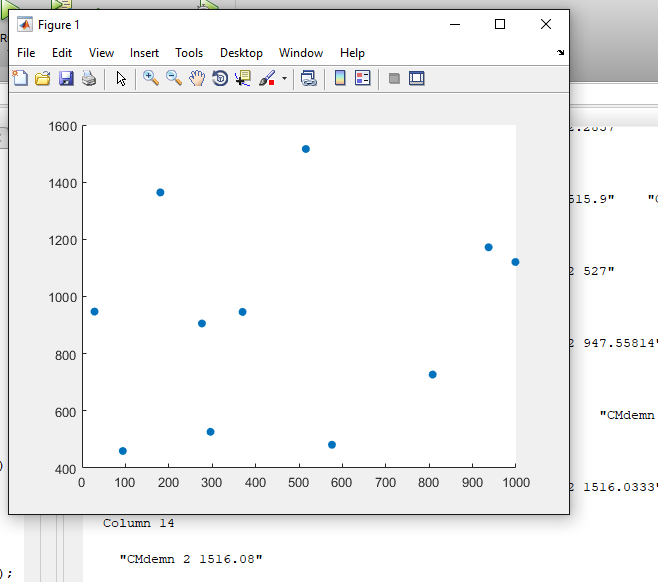 Figure 1
File Edit View Insert Tools Desktop Window Help
1600
1400
1200
1000
800
600
400
0 100 200 300 400 500 600 700 800 900 1000
515.9"
2 527"
2 947.55814"
"CMdemn
2 1516.0333"
Column 14
"CMdemn 2 1516.08"
);